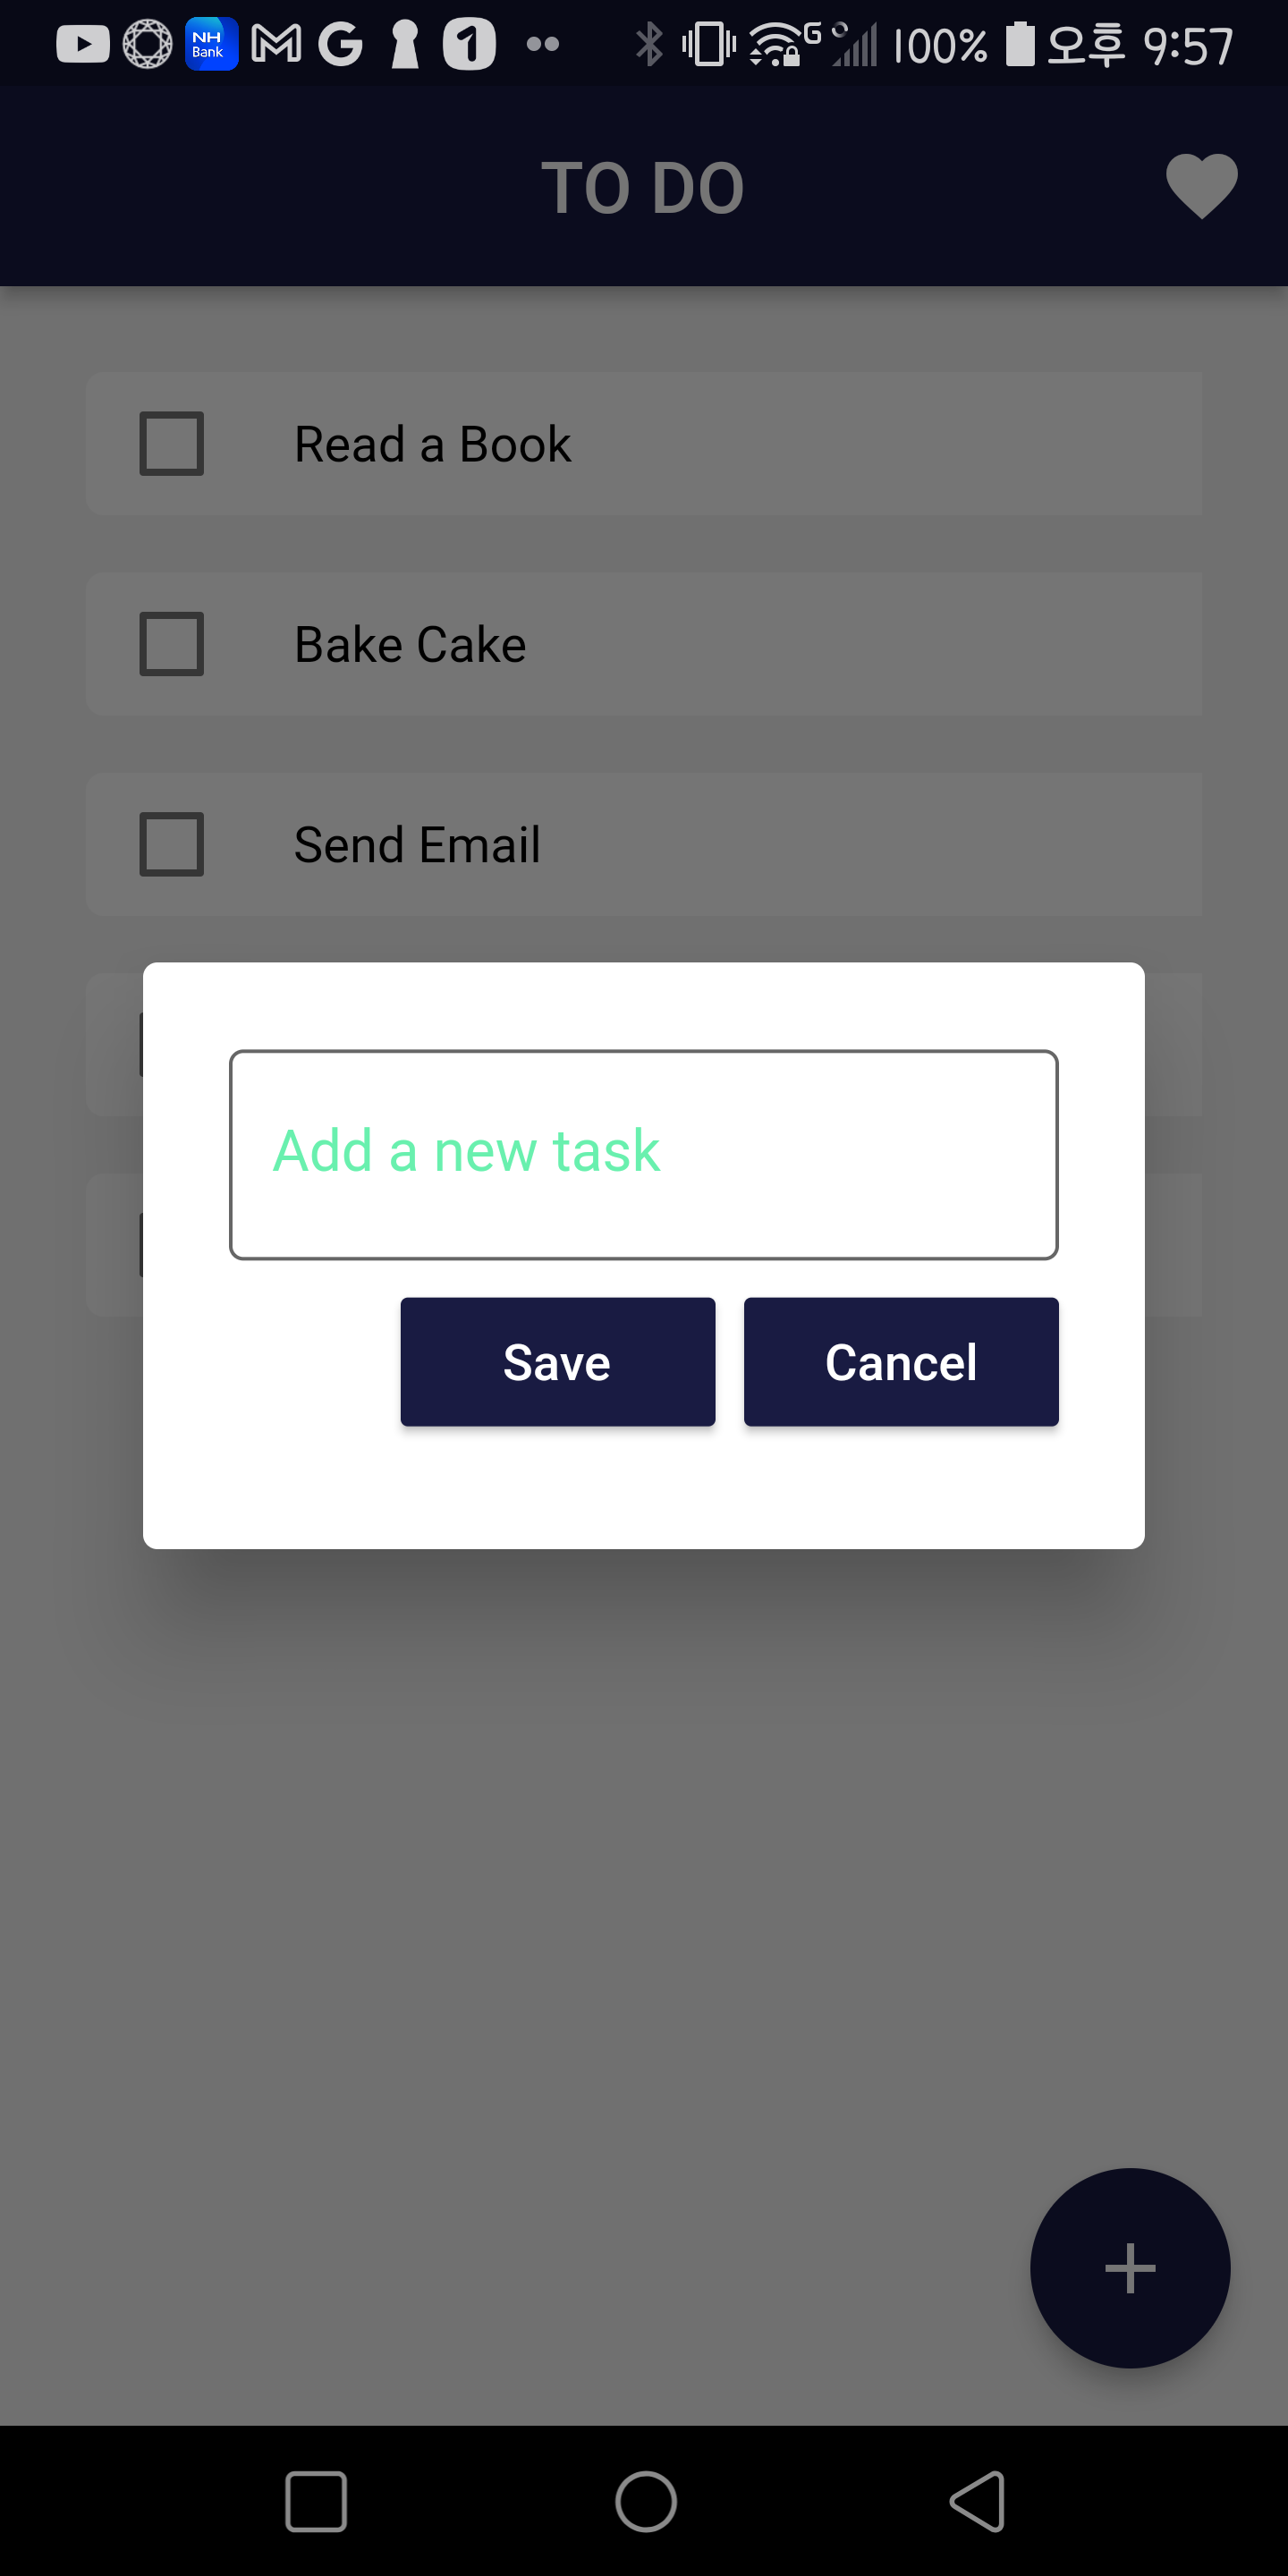 NH
Bank
1
G
100% 오후 9:57
TO DO
Read a Book
Bake Cake
Send Email
Add a new task
Save Cancel